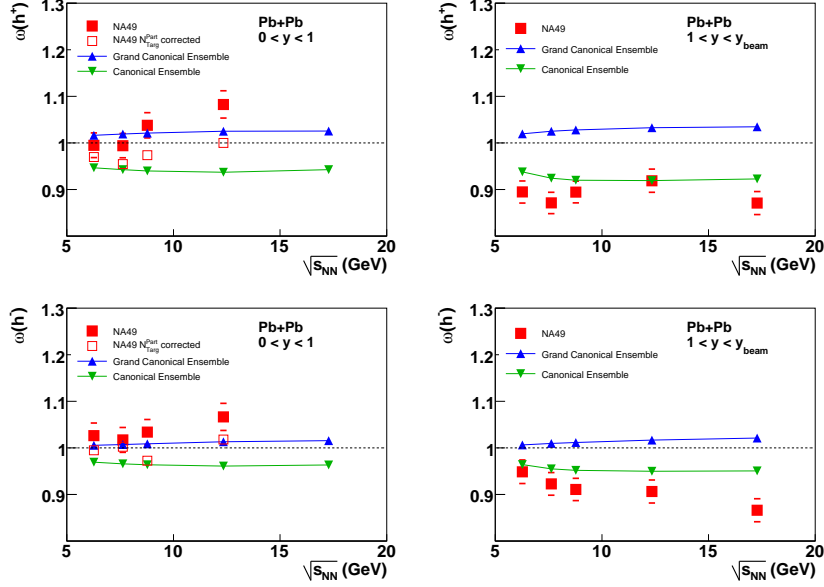 ω(h⁺)
1.3
1.2
1.1
1
0.9
NA49
NA49 N^Part_Targ corrected
Grand Canonical Ensemble
Canonical Ensemble
Pb+Pb
0 < y < 1
5 10 15 20
√s_NN (GeV)
ω(h⁺)
1.3
1.2
1.1
1
0.9
NA49
Grand Canonical Ensemble
Canonical Ensemble
Pb+Pb
1 < y < y_beam
5 10 15 20
√s_NN (GeV)
ω(h⁻)
1.3
1.2
1.1
1
0.9
NA49
NA49 N^Part_Targ corrected
Grand Canonical Ensemble
Canonical Ensemble
Pb+Pb
0 < y < 1
5 10 15 20
√s_NN (GeV)
ω(h⁻)
1.3
1.2
1.1
1
0.9
NA49
Grand Canonical Ensemble
Canonical Ensemble
Pb+Pb
1 < y < y_beam
5 10 15 20
√s_NN (GeV)